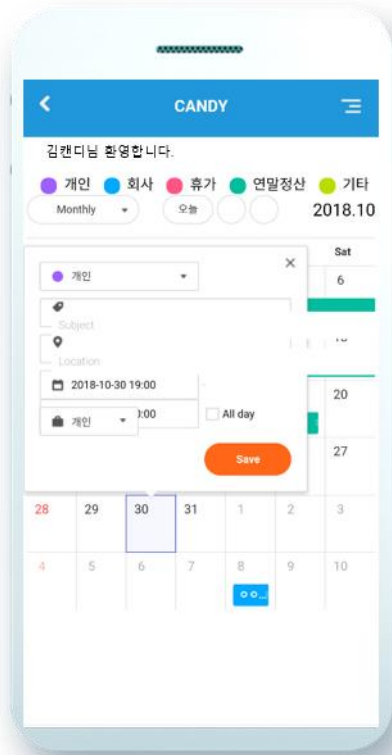 CANDY
김캔디님 환영합니다.
개인 회사 휴가 연말정산 기타
Monthly 오늘 2018.10
Sat
개인
6
Subject
Location
2018-10-30 19:00
20
개인 :00
All day
27
Save
28 29 30 31 1 2 3
4 5 6 7 8 9 10